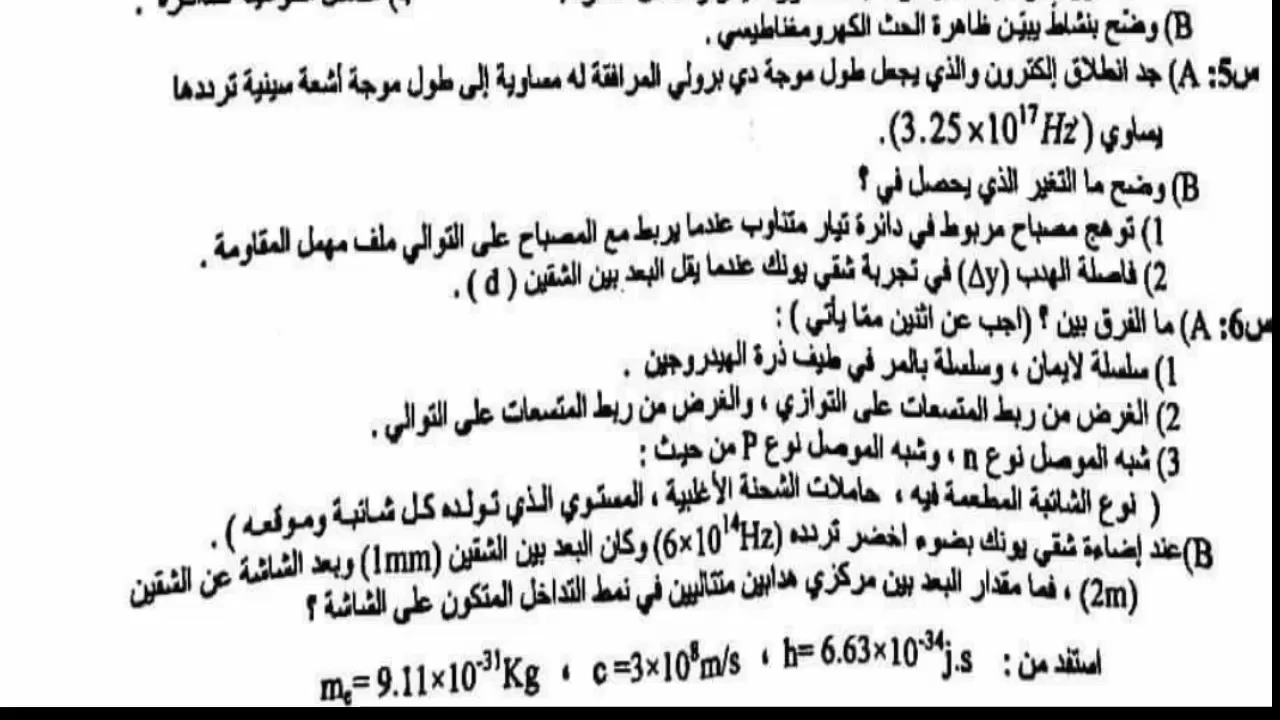 B) وضّح بنشاط يبيّن ظاهرة الحث الكهرومغناطيسي .
س5: A) جد انطلاق إلكترون والذي يجعل طول موجة دي برولي المرافقة له مساوية إلى طول موجة أشعة سينية ترددها
يساوي (3.25×10¹⁷ Hz).
B) وضح ما التغير الذي يحصل في ؟
1) توهج مصباح مربوط في دائرة تيار متناوب عندما يربط مع المصباح على التوالي ملف مهمل المقاومة .
2) فاصلة الهدب (Δy) في تجربة شقي يونك عندما يقل البعد بين الشقين ( d ) .
س6: A) ما الفرق بين ؟ (اجب عن اثنين ممّا يأتي ) :
1) سلسلة لايمان ، وسلسلة بالمر في طيف ذرة الهيدروجين .
2) الغرض من ربط المتسعات على التوازي ، والغرض من ربط المتسعات على التوالي .
3) شبه الموصل نوع n ، وشبه الموصل نوع P من حيث :
( نوع الشائبة المطعمة فيه ، حاملات الشحنة الأغلبية ، المستوي الذي تولده كل شائبة وموقعه ) .
B)عند إضاءة شقي يونك بضوء اخضر تردده (6×10¹⁴Hz) وكان البعد بين الشقين (1mm) وبعد الشاشة عن الشقين
(2m) ، فما مقدار البعد بين مركزي هدابين متتاليين في نمط التداخل المتكون على الشاشة ؟
استفد من : h= 6.63×10⁻³⁴j.s ، c =3×10⁸m/s ، mₑ= 9.11×10⁻³¹Kg